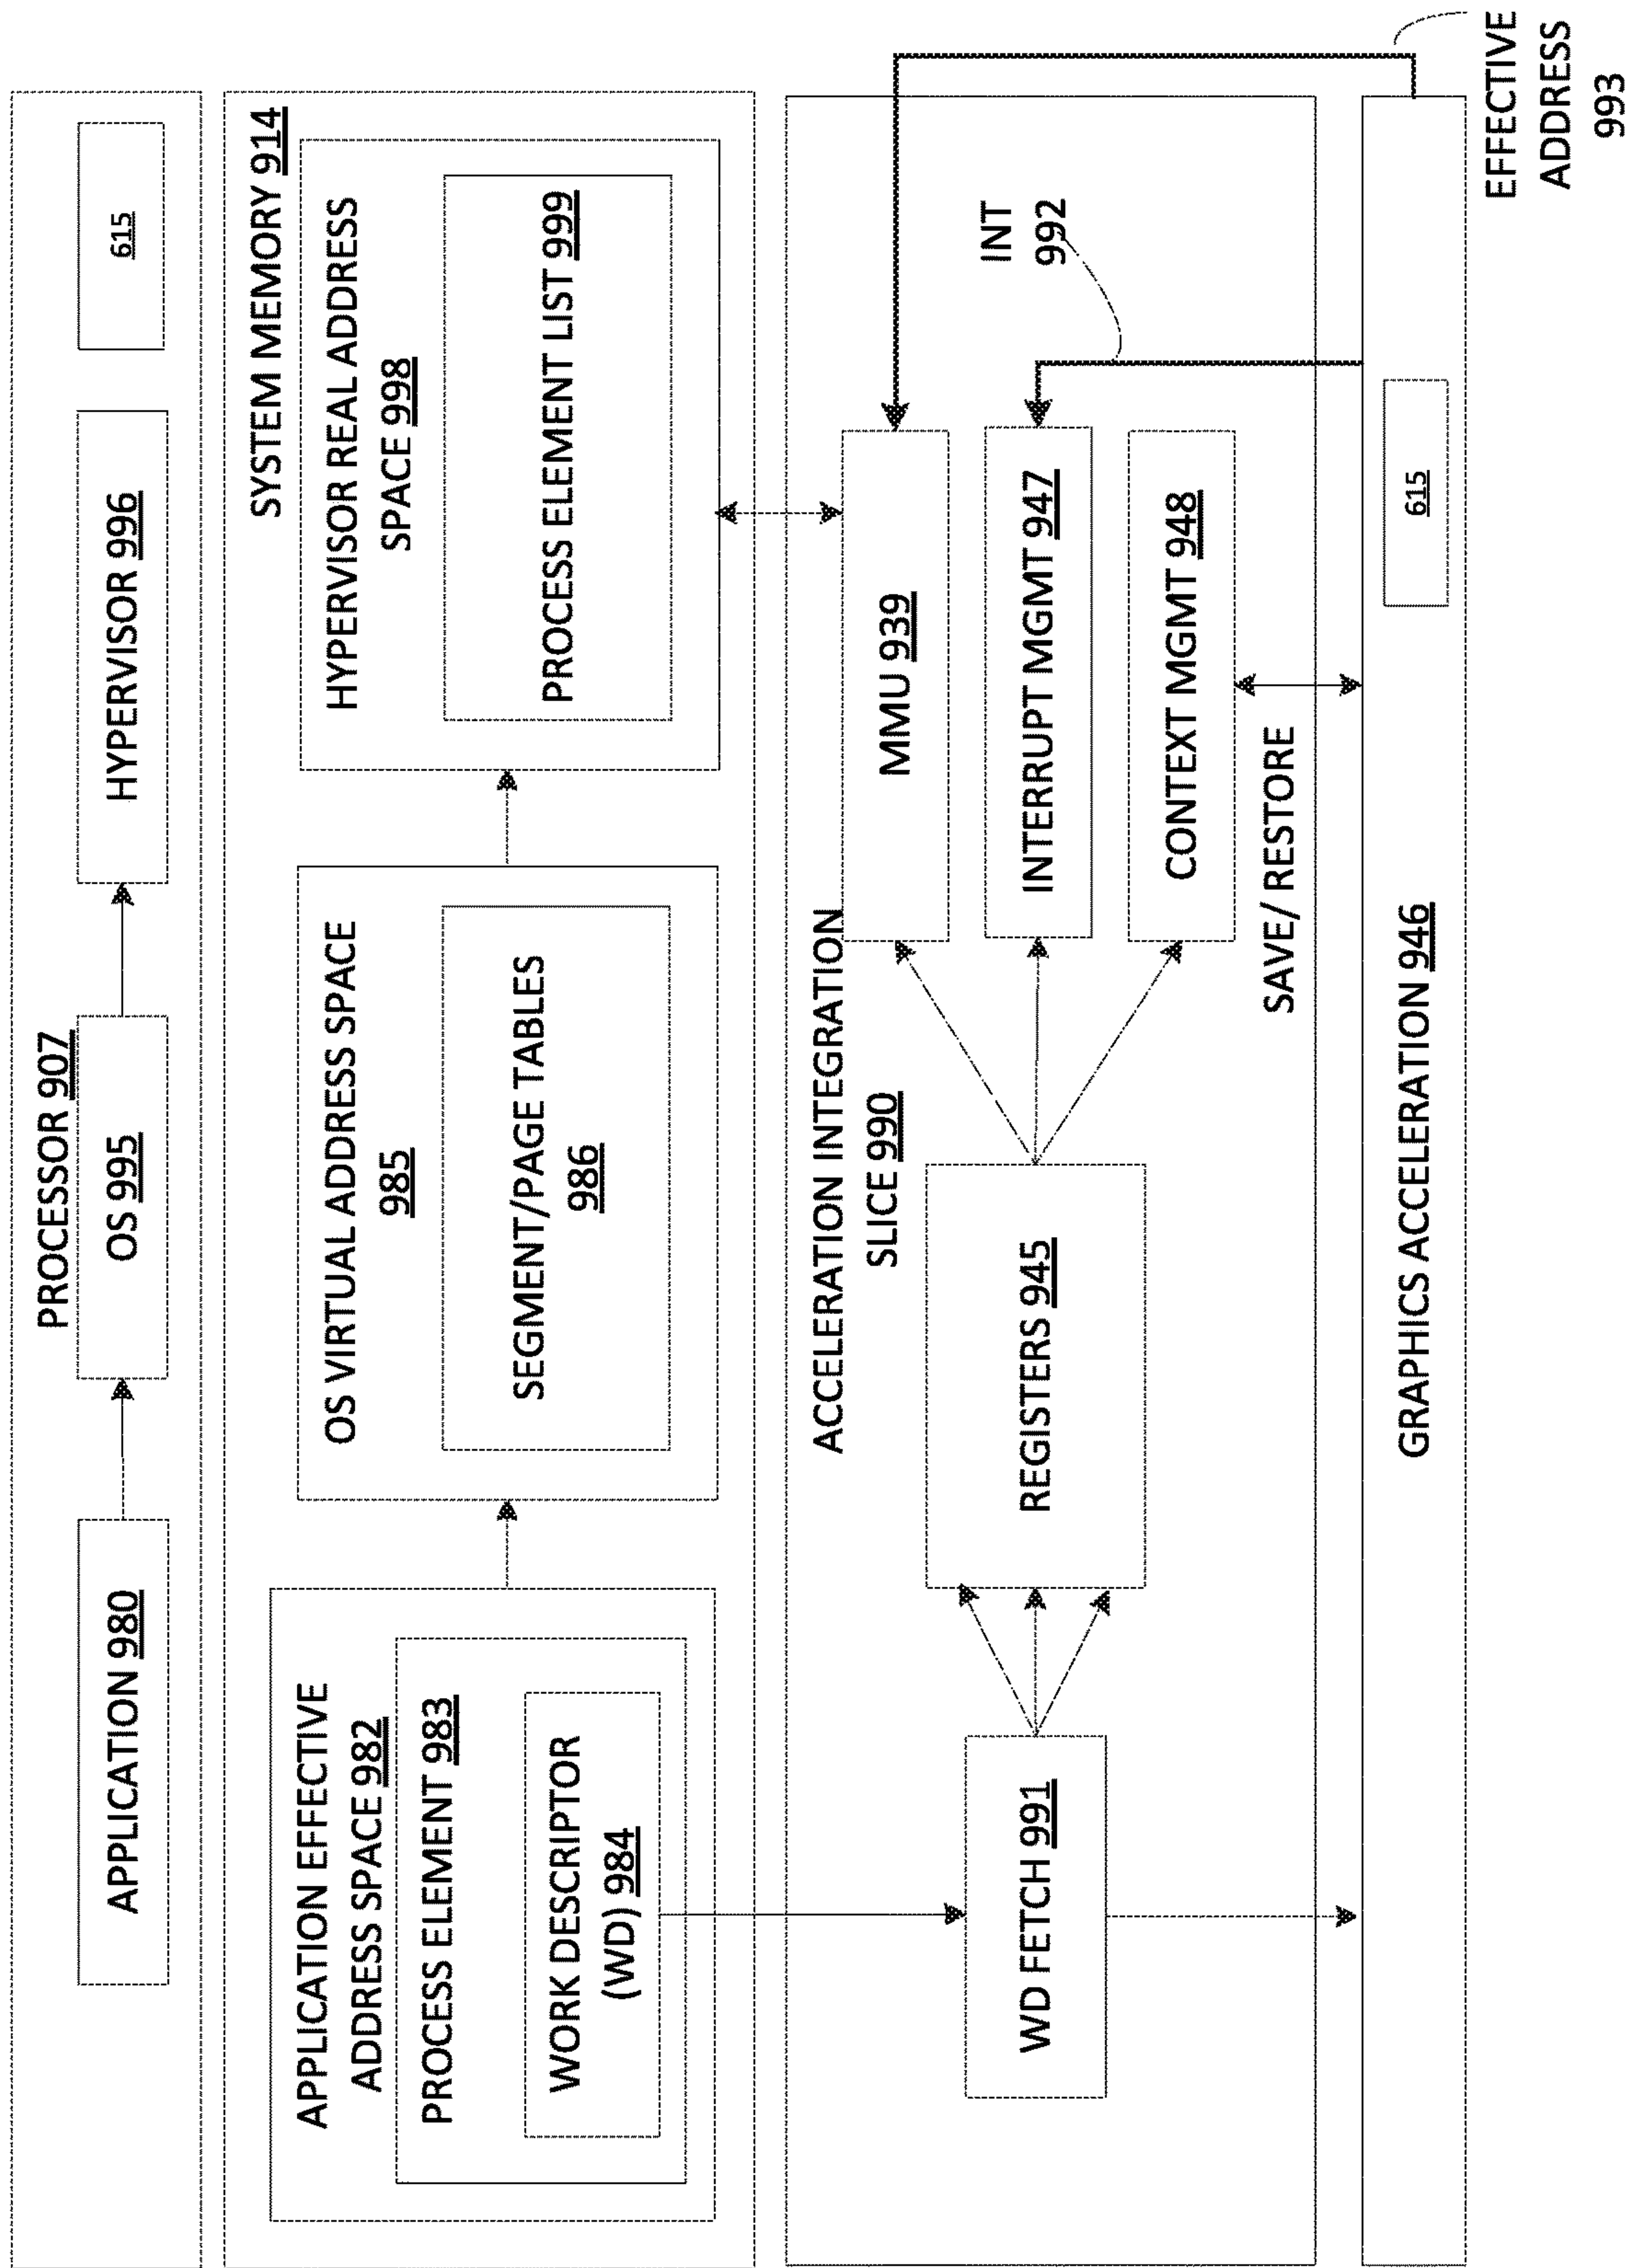 PROCESSOR 907
APPLICATION 980
OS 995
HYPERVISOR 996
615
SYSTEM MEMORY 914
APPLICATION EFFECTIVE
ADDRESS SPACE 982
PROCESS ELEMENT 983
WORK DESCRIPTOR
(WD) 984
OS VIRTUAL ADDRESS SPACE
985
SEGMENT/PAGE TABLES
986
HYPERVISOR REAL ADDRESS
SPACE 998
PROCESS ELEMENT LIST 999
ACCELERATION INTEGRATION
SLICE 990
WD FETCH 991
REGISTERS 945
MMU 939
INTERRUPT MGMT 947
CONTEXT MGMT 948
INT
992
SAVE/ RESTORE
GRAPHICS ACCELERATION 946
615
EFFECTIVE
ADDRESS
993